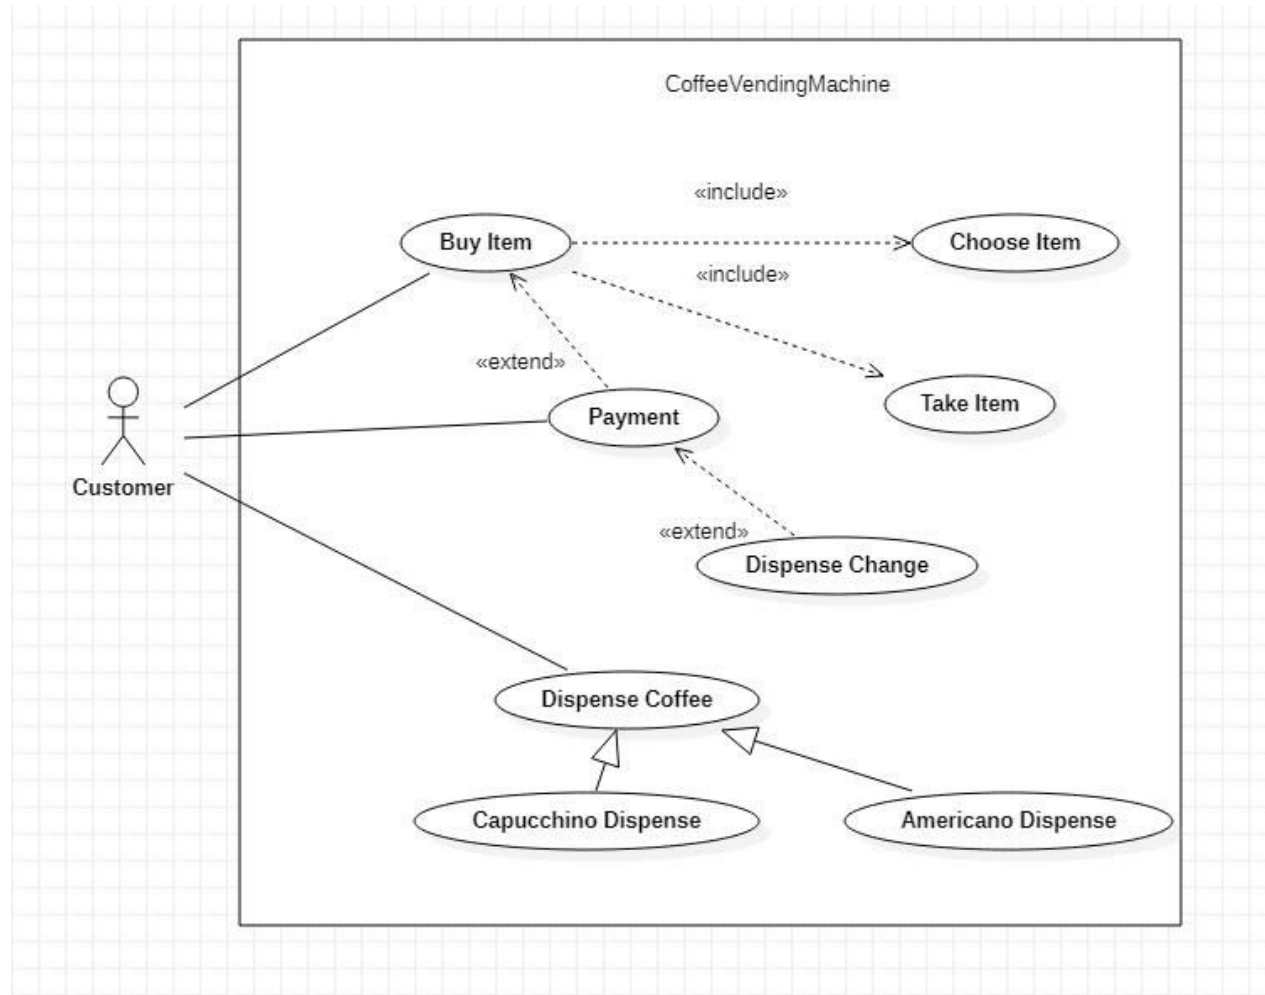 CoffeeVendingMachine
«include»
Buy Item
Choose Item
«include»
«extend»
Take Item
Payment
Customer
«extend»
Dispense Change
Dispense Coffee
Capucchino Dispense
Americano Dispense